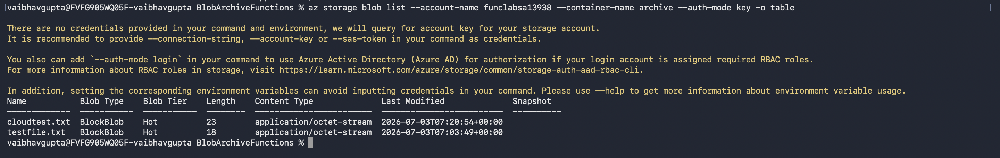 [vaibhavgupta@FVFG905WQ05F-vaibhavgupta BlobArchiveFunctions % az storage blob list --account-name funclabsa13938 --container-name archive --auth-mode key -o table ]
There are no credentials provided in your command and environment, we will query for account key for your storage account.
It is recommended to provide --connection-string, --account-key or --sas-token in your command as credentials.
You also can add `--auth-mode login` in your command to use Azure Active Directory (Azure AD) for authorization if your login account is assigned required RBAC roles.
For more information about RBAC roles in storage, visit https://learn.microsoft.com/azure/storage/common/storage-auth-aad-rbac-cli.
In addition, setting the corresponding environment variables can avoid inputting credentials in your command. Please use --help to get more information about environment variable usage.
Name Blob Type Blob Tier Length Content Type Last Modified Snapshot
------------- ----------- ----------- -------- ------------------------ ------------------------- ----------
cloudtest.txt BlockBlob Hot 23 application/octet-stream 2026-07-03T07:20:54+00:00
testfile.txt BlockBlob Hot 18 application/octet-stream 2026-07-03T07:03:49+00:00
vaibhavgupta@FVFG905WQ05F-vaibhavgupta BlobArchiveFunctions %